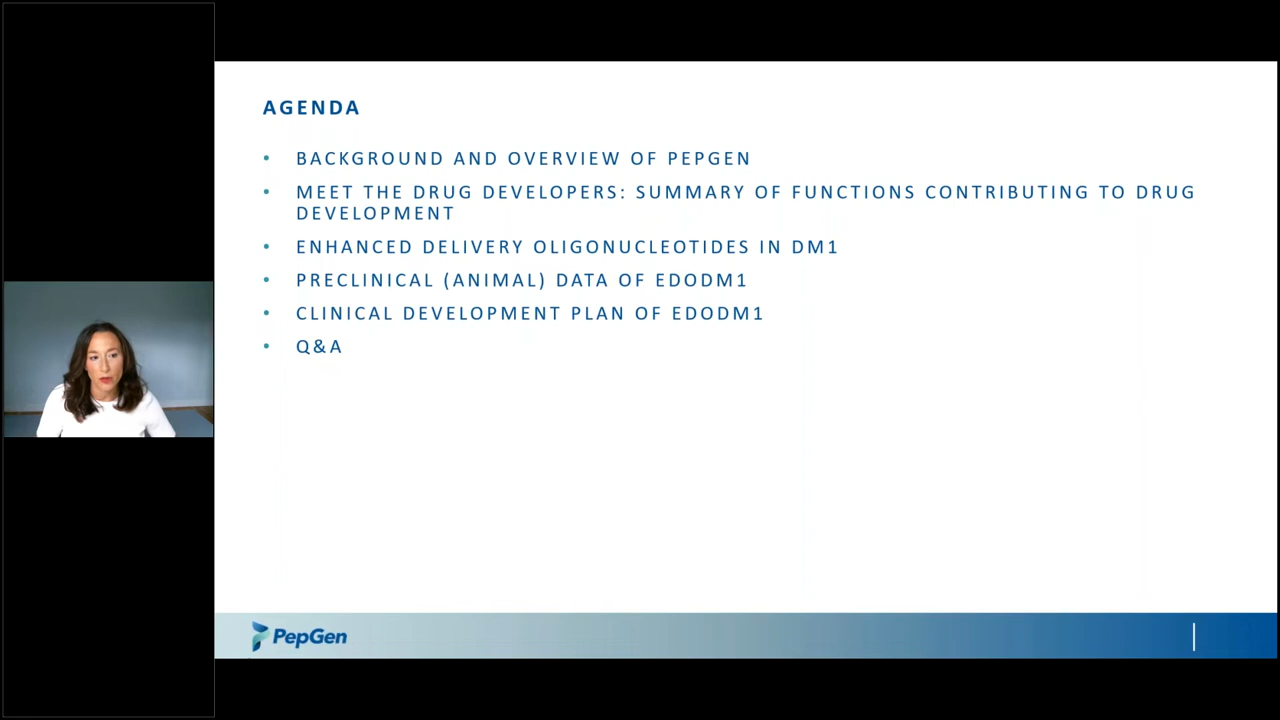 AGENDA
• BACKGROUND AND OVERVIEW OF PEPGEN
• MEET THE DRUG DEVELOPERS: SUMMARY OF FUNCTIONS CONTRIBUTING TO DRUG
DEVELOPMENT
• ENHANCED DELIVERY OLIGONUCLEOTIDES IN DM1
• PRECLINICAL (ANIMAL) DATA OF EDODM1
• CLINICAL DEVELOPMENT PLAN OF EDODM1
• Q&A
PepGen